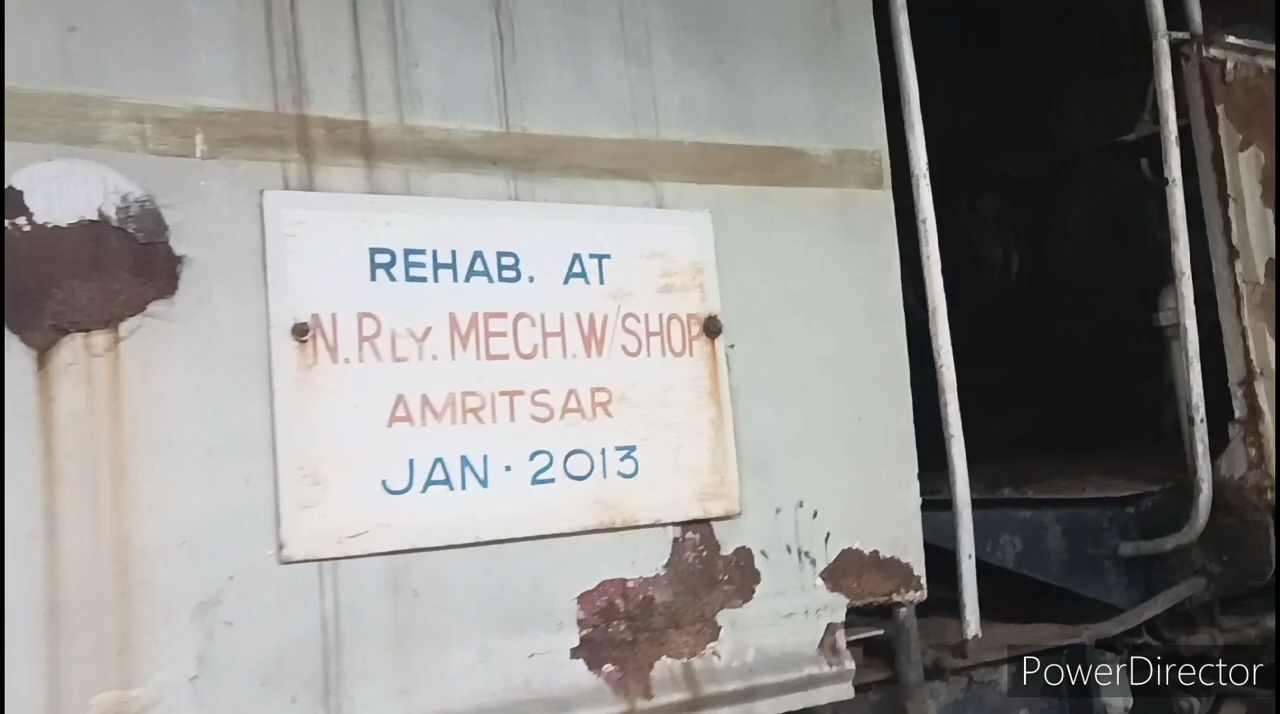 REHAB. AT
N.RLY. MECH.W/SHOP
AMRITSAR
JAN·2013
PowerDirector